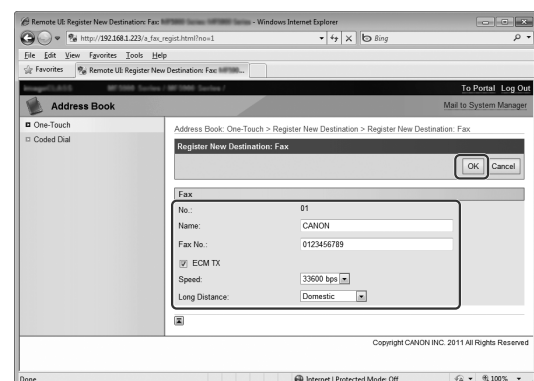 Remote UI: Register New Destination: Fax: - Windows Internet Explorer
http://192.168.1.223/a_fax_regist.html?no=1
Bing
File Edit View Favorites Tools Help
Favorites
Remote UI: Register New Destination: Fax:
To Portal Log Out
Address Book
Mail to System Manager
One-Touch
Coded Dial
Address Book: One-Touch > Register New Destination > Register New Destination: Fax
Register New Destination: Fax
OK Cancel
Fax
No.: 01
Name: CANON
Fax No.: 0123456789
ECM TX
Speed: 33600 bps
Long Distance: Domestic
Copyright CANON INC. 2011 All Rights Reserved
Done
Internet | Protected Mode: Off
100%